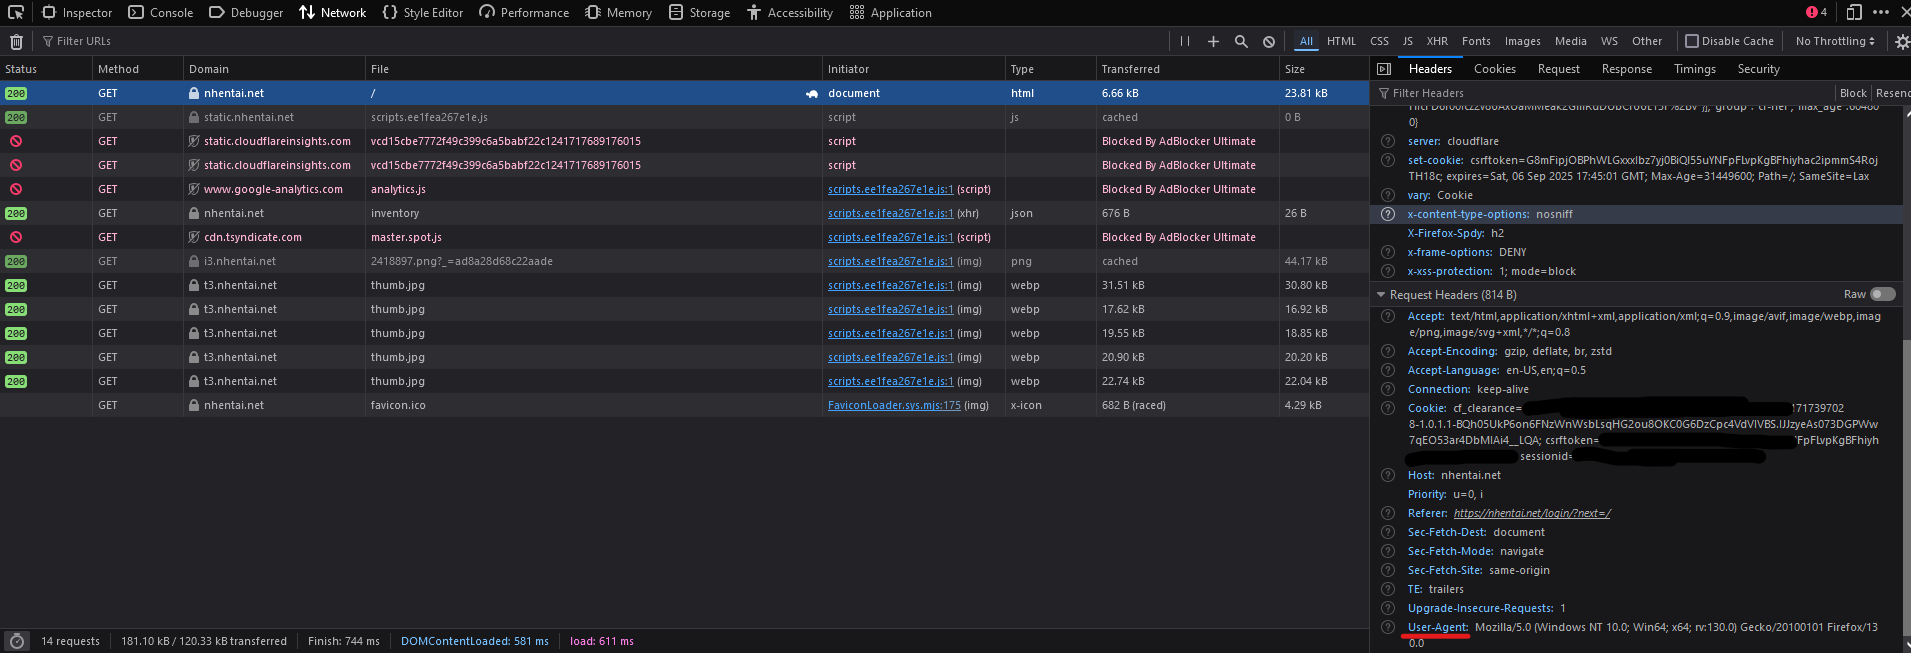 Inspector Console Debugger Network Style Editor Performance Memory Storage Accessibility Application 4
Filter URLs All HTML CSS JS XHR Fonts Images Media WS Other Disable Cache No Throttling
Status Method Domain File Initiator Type Transferred Size
200 GET nhentai.net / document html 6.66 kB 23.81 kB
200 GET static.nhentai.net scripts.ee1fea267e1e.js script js cached 0 B
GET static.cloudflareinsights.com vcd15cbe7772f49c399c6a5babf22c1241717689176015 script Blocked By AdBlocker Ultimate
GET static.cloudflareinsights.com vcd15cbe7772f49c399c6a5babf22c1241717689176015 script Blocked By AdBlocker Ultimate
GET www.google-analytics.com analytics.js scripts.ee1fea267e1e.js:1 (script) Blocked By AdBlocker Ultimate
200 GET nhentai.net inventory scripts.ee1fea267e1e.js:1 (xhr) json 676 B 26 B
GET cdn.tsyndicate.com master.spot.js scripts.ee1fea267e1e.js:1 (script) Blocked By AdBlocker Ultimate
200 GET i3.nhentai.net 2418897.png?_=ad8a28d68c22aade scripts.ee1fea267e1e.js:1 (img) png cached 44.17 kB
200 GET t3.nhentai.net thumb.jpg scripts.ee1fea267e1e.js:1 (img) webp 31.51 kB 30.80 kB
200 GET t3.nhentai.net thumb.jpg scripts.ee1fea267e1e.js:1 (img) webp 17.62 kB 16.92 kB
200 GET t3.nhentai.net thumb.jpg scripts.ee1fea267e1e.js:1 (img) webp 19.55 kB 18.85 kB
200 GET t3.nhentai.net thumb.jpg scripts.ee1fea267e1e.js:1 (img) webp 20.90 kB 20.20 kB
200 GET t3.nhentai.net thumb.jpg scripts.ee1fea267e1e.js:1 (img) webp 22.74 kB 22.04 kB
GET nhentai.net favicon.ico FaviconLoader.sys.mjs:175 (img) x-icon 682 B (raced) 4.29 kB
14 requests 181.10 kB / 120.33 kB transferred Finish: 744 ms DOMContentLoaded: 581 ms load: 611 ms
Headers Cookies Request Response Timings Security
Filter Headers Block Resend
0}
server: cloudflare
set-cookie:
TH18c; expires=Sat, 06 Sep 2025 17:45:01 GMT; Max-Age=31449600; Path=/; SameSite=Lax
vary: Cookie
x-content-type-options: nosniff
X-Firefox-Spdy: h2
x-frame-options: DENY
x-xss-protection: 1; mode=block
Request Headers (814 B) Raw
Accept: text/html,application/xhtml+xml,application/xml;q=0.9,image/avif,image/webp,imag
e/png,image/svg+xml,*/*;q=0.8
Accept-Encoding: gzip, deflate, br, zstd
Accept-Language: en-US,en;q=0.5
Connection: keep-alive
Cookie: cf_clearance= 171739702
csrftoken=
sessionid=
Host: nhentai.net
Priority: u=0, i
Referer: https://nhentai.net/login/?next=/
Sec-Fetch-Dest: document
Sec-Fetch-Mode: navigate
Sec-Fetch-Site: same-origin
TE: trailers
Upgrade-Insecure-Requests: 1
User-Agent: Mozilla/5.0 (Windows NT 10.0; Win64; x64; rv:130.0) Gecko/20100101 Firefox/13
0.0